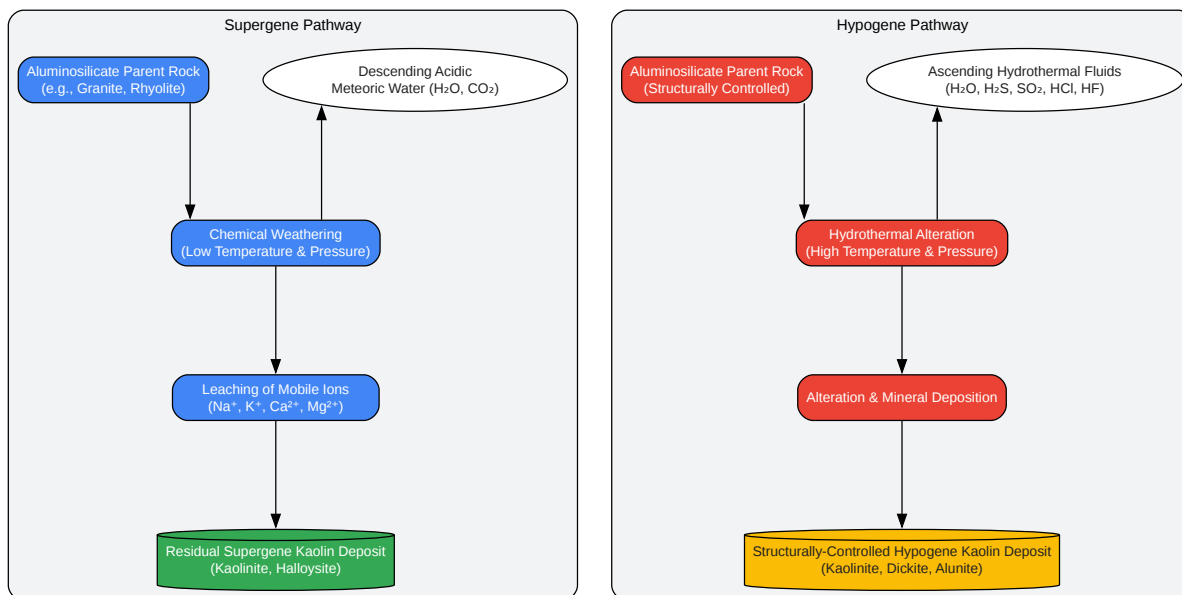 Supergene Pathway
Aluminosilicate Parent Rock
(e.g., Granite, Rhyolite)
Descending Acidic
Meteoric Water (H₂O, CO₂)
Chemical Weathering
(Low Temperature & Pressure)
Leaching of Mobile Ions
(Na⁺, K⁺, Ca²⁺, Mg²⁺)
Residual Supergene Kaolin Deposit
(Kaolinite, Halloysite)
Hypogene Pathway
Aluminosilicate Parent Rock
(Structurally Controlled)
Ascending Hydrothermal Fluids
(H₂O, H₂S, SO₂, HCl, HF)
Hydrothermal Alteration
(High Temperature & Pressure)
Alteration & Mineral Deposition
Structurally-Controlled Hypogene Kaolin Deposit
(Kaolinite, Dickite, Alunite)